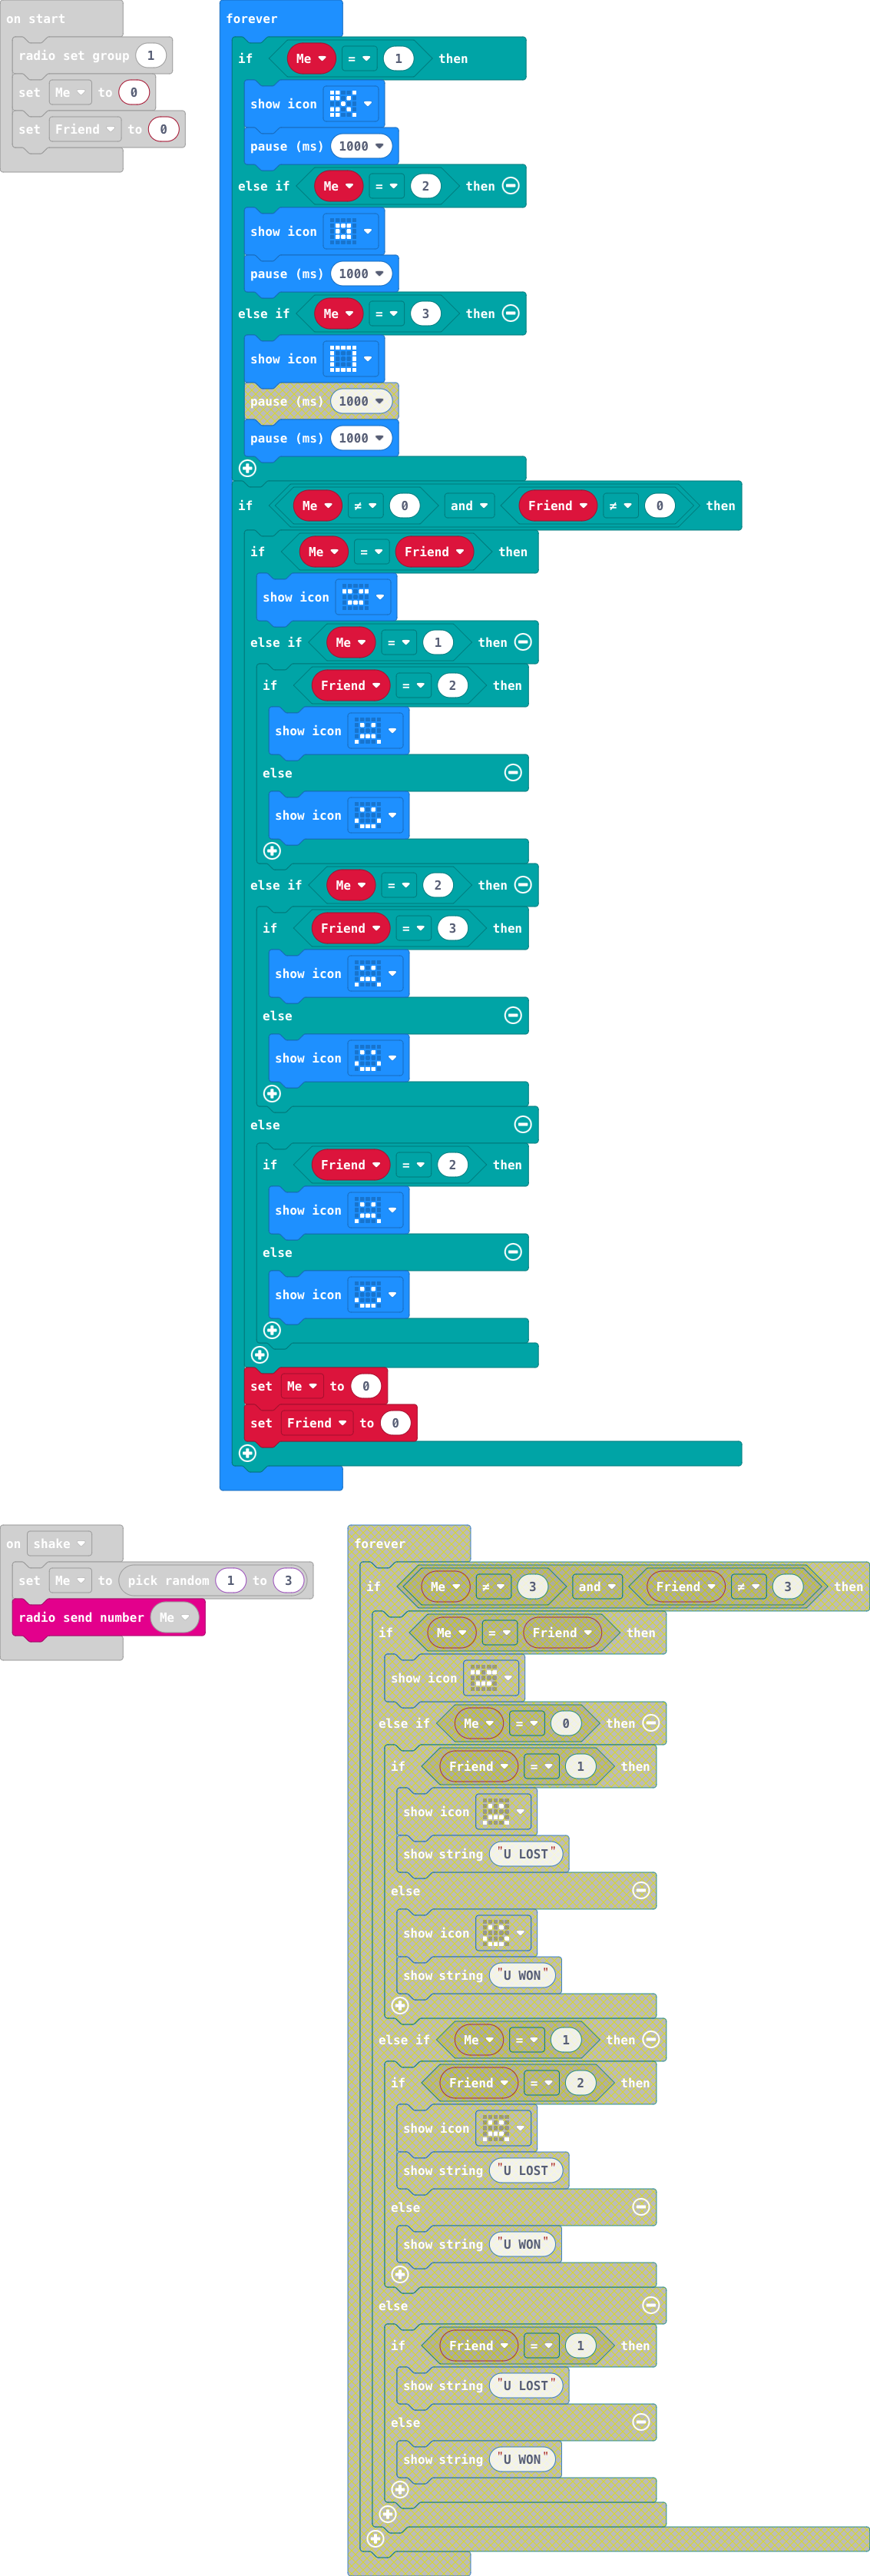 on start
radio set group 1
set Me to 0
set Friend to 0
forever
if Me = 1 then
show icon
pause (ms) 1000
else if Me = 2 then
show icon
pause (ms) 1000
else if Me = 3 then
show icon
pause (ms) 1000
pause (ms) 1000
if Me ≠ 0 and Friend ≠ 0 then
if Me = Friend then
show icon
else if Me = 1 then
if Friend = 2 then
show icon
else
show icon
else if Me = 2 then
if Friend = 3 then
show icon
else
show icon
else
if Friend = 2 then
show icon
else
show icon
set Me to 0
set Friend to 0
on shake
set Me to pick random 1 to 3
radio send number Me
forever
if Me ≠ 3 and Friend ≠ 3 then
if Me = Friend then
show icon
else if Me = 0 then
if Friend = 1 then
show icon
show string "U LOST"
else
show icon
show string "U WON"
else if Me = 1 then
if Friend = 2 then
show icon
show string "U LOST"
else
show string "U WON"
else
if Friend = 1 then
show string "U LOST"
else
show string "U WON"